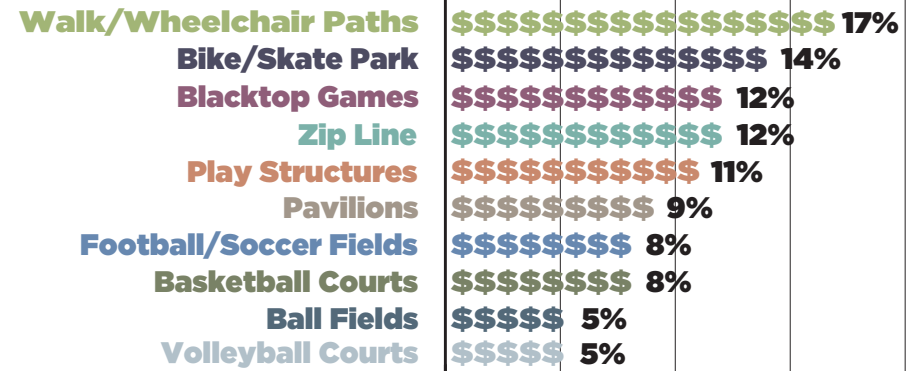 Walk/Wheelchair Paths $$$$$$$$$$$$$$$$$ 17%
Bike/Skate Park $$$$$$$$$$$$$$ 14%
Blacktop Games $$$$$$$$$$$$ 12%
Zip Line $$$$$$$$$$$$ 12%
Play Structures $$$$$$$$$$$ 11%
Pavilions $$$$$$$$$ 9%
Football/Soccer Fields $$$$$$$$ 8%
Basketball Courts $$$$$$$$ 8%
Ball Fields $$$$$ 5%
Volleyball Courts $$$$$ 5%